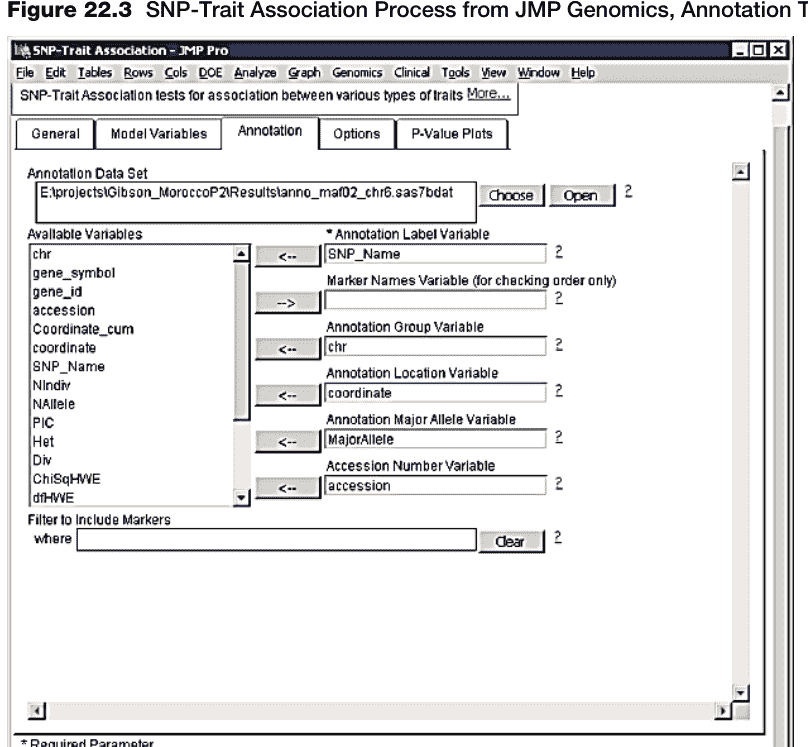 Figure 22.3 SNP-Trait Association Process from JMP Genomics, Annotation T
SNP-Trait Association - JMP Pro
File Edit Tables Rows Cols DOE Analyze Graph Genomics Clinical Tools View Window Help
SNP-Trait Association tests for association between various types of traits More...
General Model Variables Annotation Options P-Value Plots
Annotation Data Set
E:\projects\Gibson_MoroccoP2\Results\anno_maf02_chr6.sas7bdat Choose Open ?
Available Variables * Annotation Label Variable
chr <-- SNP_Name ?
gene_symbol Marker Names Variable (for checking order only)
gene_id --> ?
accession
Coordinate_cum Annotation Group Variable
coordinate <-- chr ?
SNP_Name Annotation Location Variable
NIndiv <-- coordinate ?
NAllele
PIC Annotation Major Allele Variable
Het <-- MajorAllele ?
Div Accession Number Variable
ChiSqHWE <-- accession ?
dfHWE
Filter to Include Markers
where Clear ?
* Required Parameter